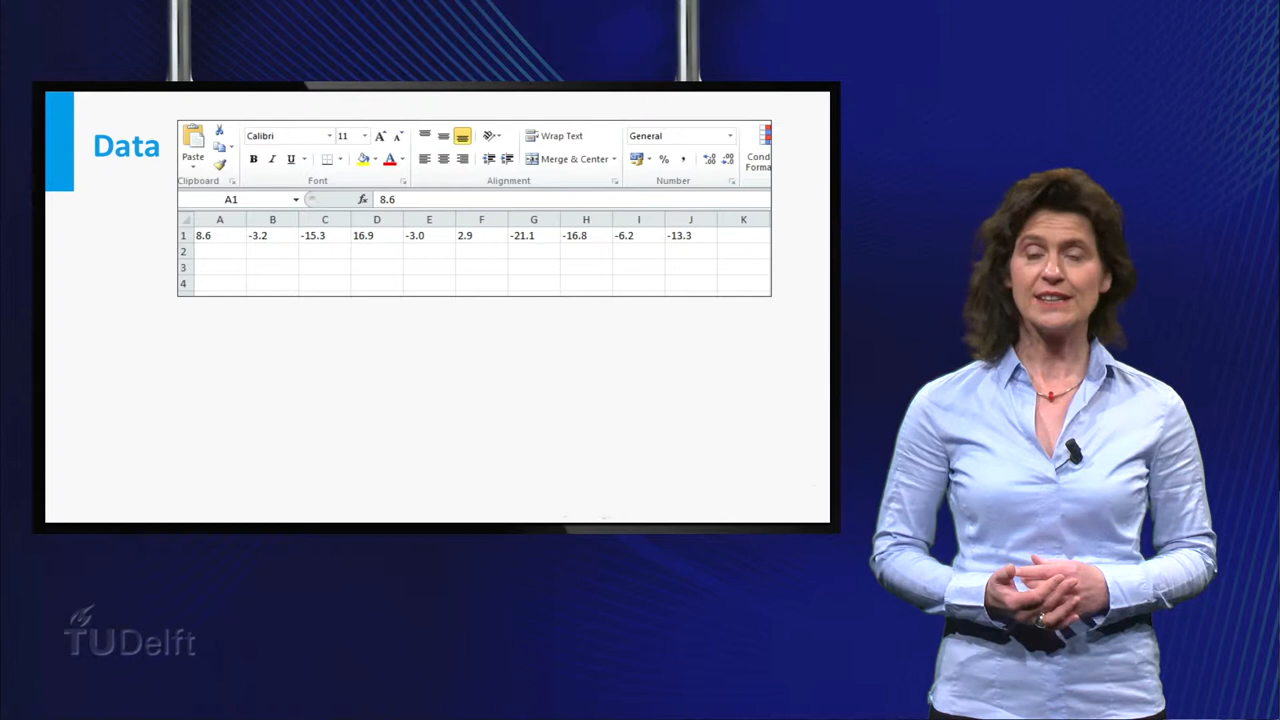 Data
Calibri 11 Wrap Text General
Paste B I U Merge & Center % , Cond
Forma
Clipboard Font Alignment Number
A1 fx 8.6
A B C D E F G H I J K
1 8.6 -3.2 -15.3 16.9 -3.0 2.9 -21.1 -16.8 -6.2 -13.3
2
3
4
TUDelft